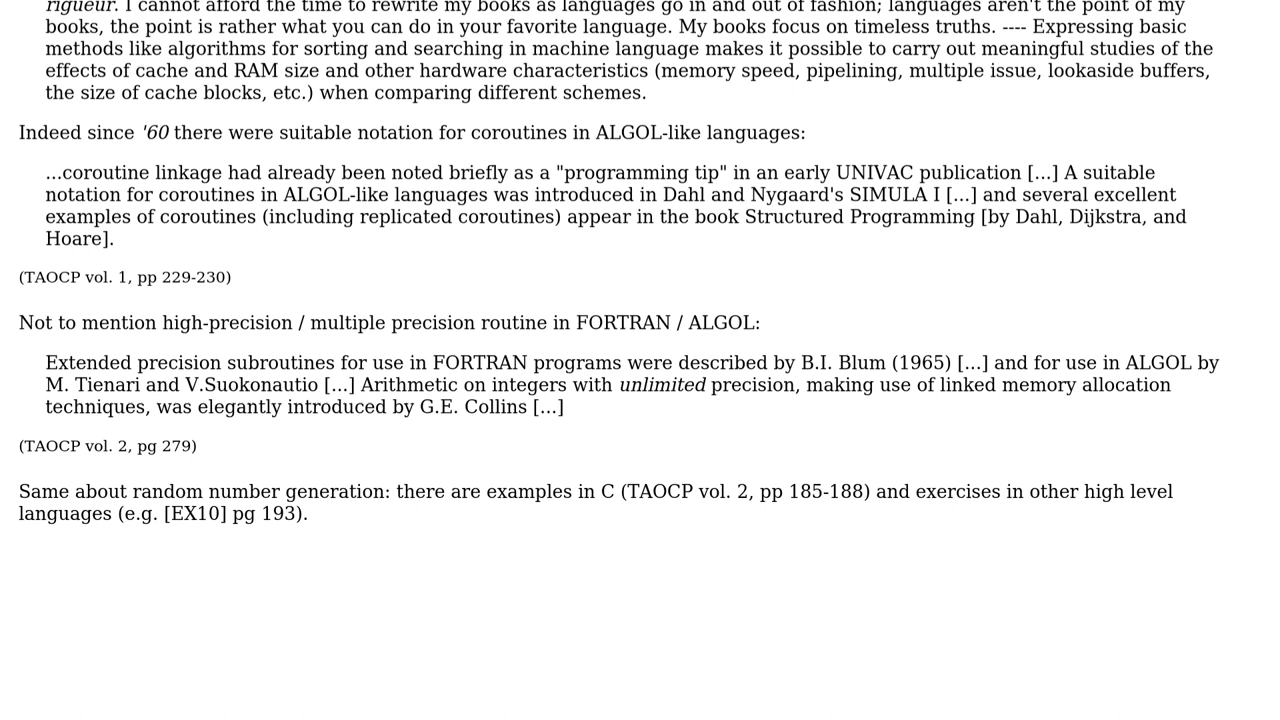 rigueur. I cannot afford the time to rewrite my books as languages go in and out of fashion; languages aren't the point of my
books, the point is rather what you can do in your favorite language. My books focus on timeless truths. ---- Expressing basic
methods like algorithms for sorting and searching in machine language makes it possible to carry out meaningful studies of the
effects of cache and RAM size and other hardware characteristics (memory speed, pipelining, multiple issue, lookaside buffers,
the size of cache blocks, etc.) when comparing different schemes.
Indeed since '60 there were suitable notation for coroutines in ALGOL-like languages:
...coroutine linkage had already been noted briefly as a "programming tip" in an early UNIVAC publication [...] A suitable
notation for coroutines in ALGOL-like languages was introduced in Dahl and Nygaard's SIMULA I [...] and several excellent
examples of coroutines (including replicated coroutines) appear in the book Structured Programming [by Dahl, Dijkstra, and
Hoare].
(TAOCP vol. 1, pp 229-230)
Not to mention high-precision / multiple precision routine in FORTRAN / ALGOL:
Extended precision subroutines for use in FORTRAN programs were described by B.I. Blum (1965) [...] and for use in ALGOL by
M. Tienari and V.Suokonautio [...] Arithmetic on integers with unlimited precision, making use of linked memory allocation
techniques, was elegantly introduced by G.E. Collins [...]
(TAOCP vol. 2, pg 279)
Same about random number generation: there are examples in C (TAOCP vol. 2, pp 185-188) and exercises in other high level
languages (e.g. [EX10] pg 193).